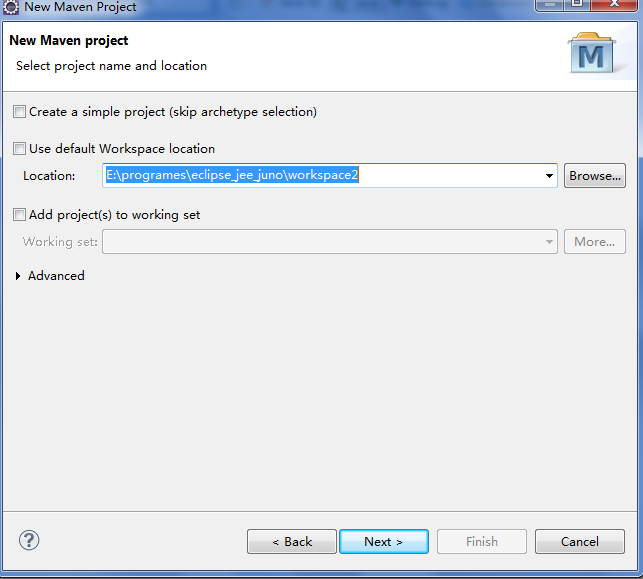 New Maven Project
New Maven project
Select project name and location
M
Create a simple project (skip archetype selection)
Use default Workspace location
Location: E:\programes\eclipse_jee_juno\workspace2 Browse...
Add project(s) to working set
Working set: More...
Advanced
? < Back Next > Finish Cancel